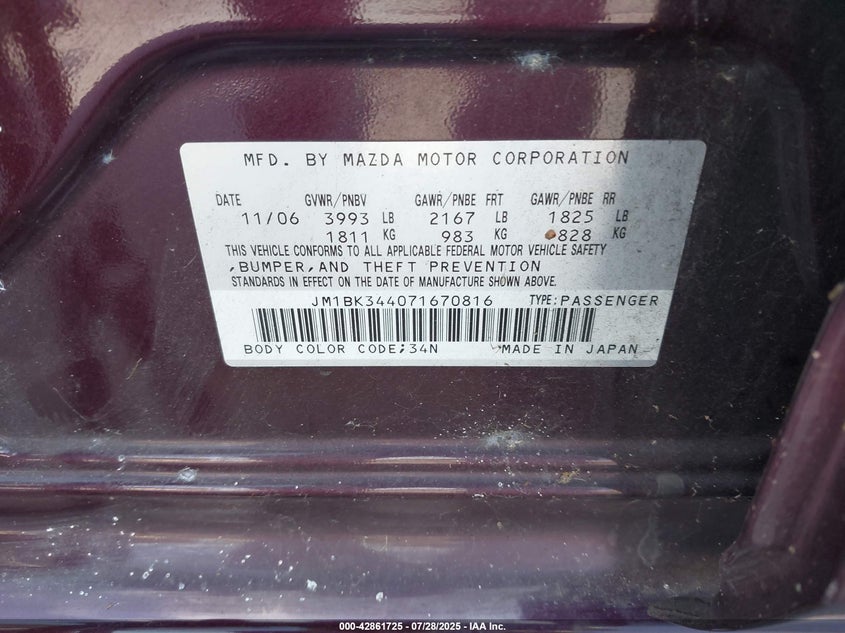 MFD. BY MAZDA MOTOR CORPORATION
DATE GVWR/PNBV GAWR/PNBE FRT GAWR/PNBE RR
11/06 3993 LB 2167 LB 1825 LB
1811 KG 983 KG 828 KG
THIS VEHICLE CONFORMS TO ALL APPLICABLE FEDERAL MOTOR VEHICLE SAFETY
,BUMPER,AND THEFT PREVENTION
STANDARDS IN EFFECT ON THE DATE OF MANUFACTURE SHOWN ABOVE.
JM1BK344071670816 TYPE:PASSENGER
BODY COLOR CODE;34N MADE IN JAPAN
000-42861725 - 07/28/2025 - IAA Inc.